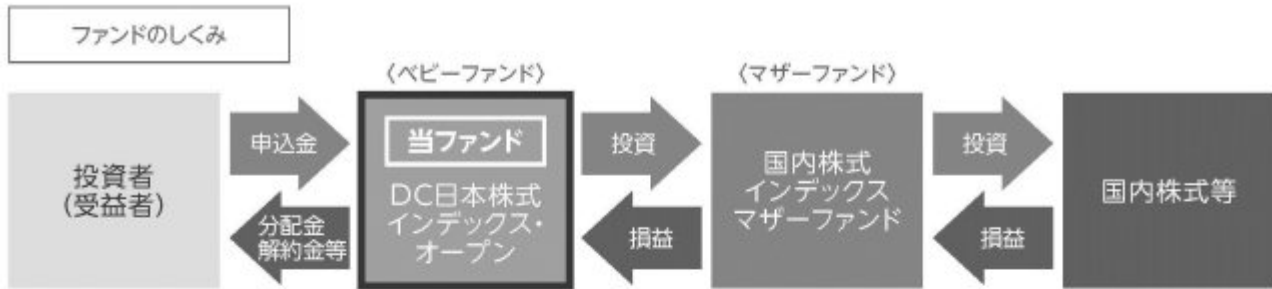 ファンドのしくみ
〈ベビーファンド〉
〈マザーファンド〉
投資者
(受益者)
申込金
分配金
解約金等
当ファンド
DC日本株式
インデックス・
オープン
投資
損益
国内株式
インデックス
マザーファンド
投資
損益
国内株式等